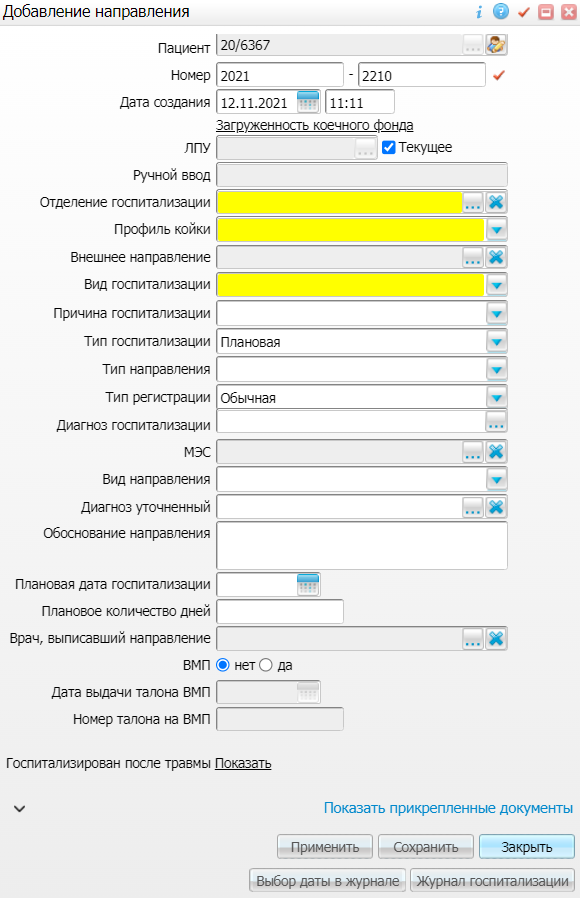 Добавление направления
Пациент 20/6367
Номер 2021 - 2210
Дата создания 12.11.2021 11:11
Загруженность коечного фонда
ЛПУ Текущее
Ручной ввод
Отделение госпитализации
Профиль койки
Внешнее направление
Вид госпитализации
Причина госпитализации
Тип госпитализации Плановая
Тип направления
Тип регистрации Обычная
Диагноз госпитализации
МЭС
Вид направления
Диагноз уточненный
Обоснование направления
Плановая дата госпитализации
Плановое количество дней
Врач, выписавший направление
ВМП нет да
Дата выдачи талона ВМП
Номер талона на ВМП
Госпитализирован после травмы Показать
Показать прикрепленные документы
Применить Сохранить Закрыть
Выбор даты в журнале Журнал госпитализации